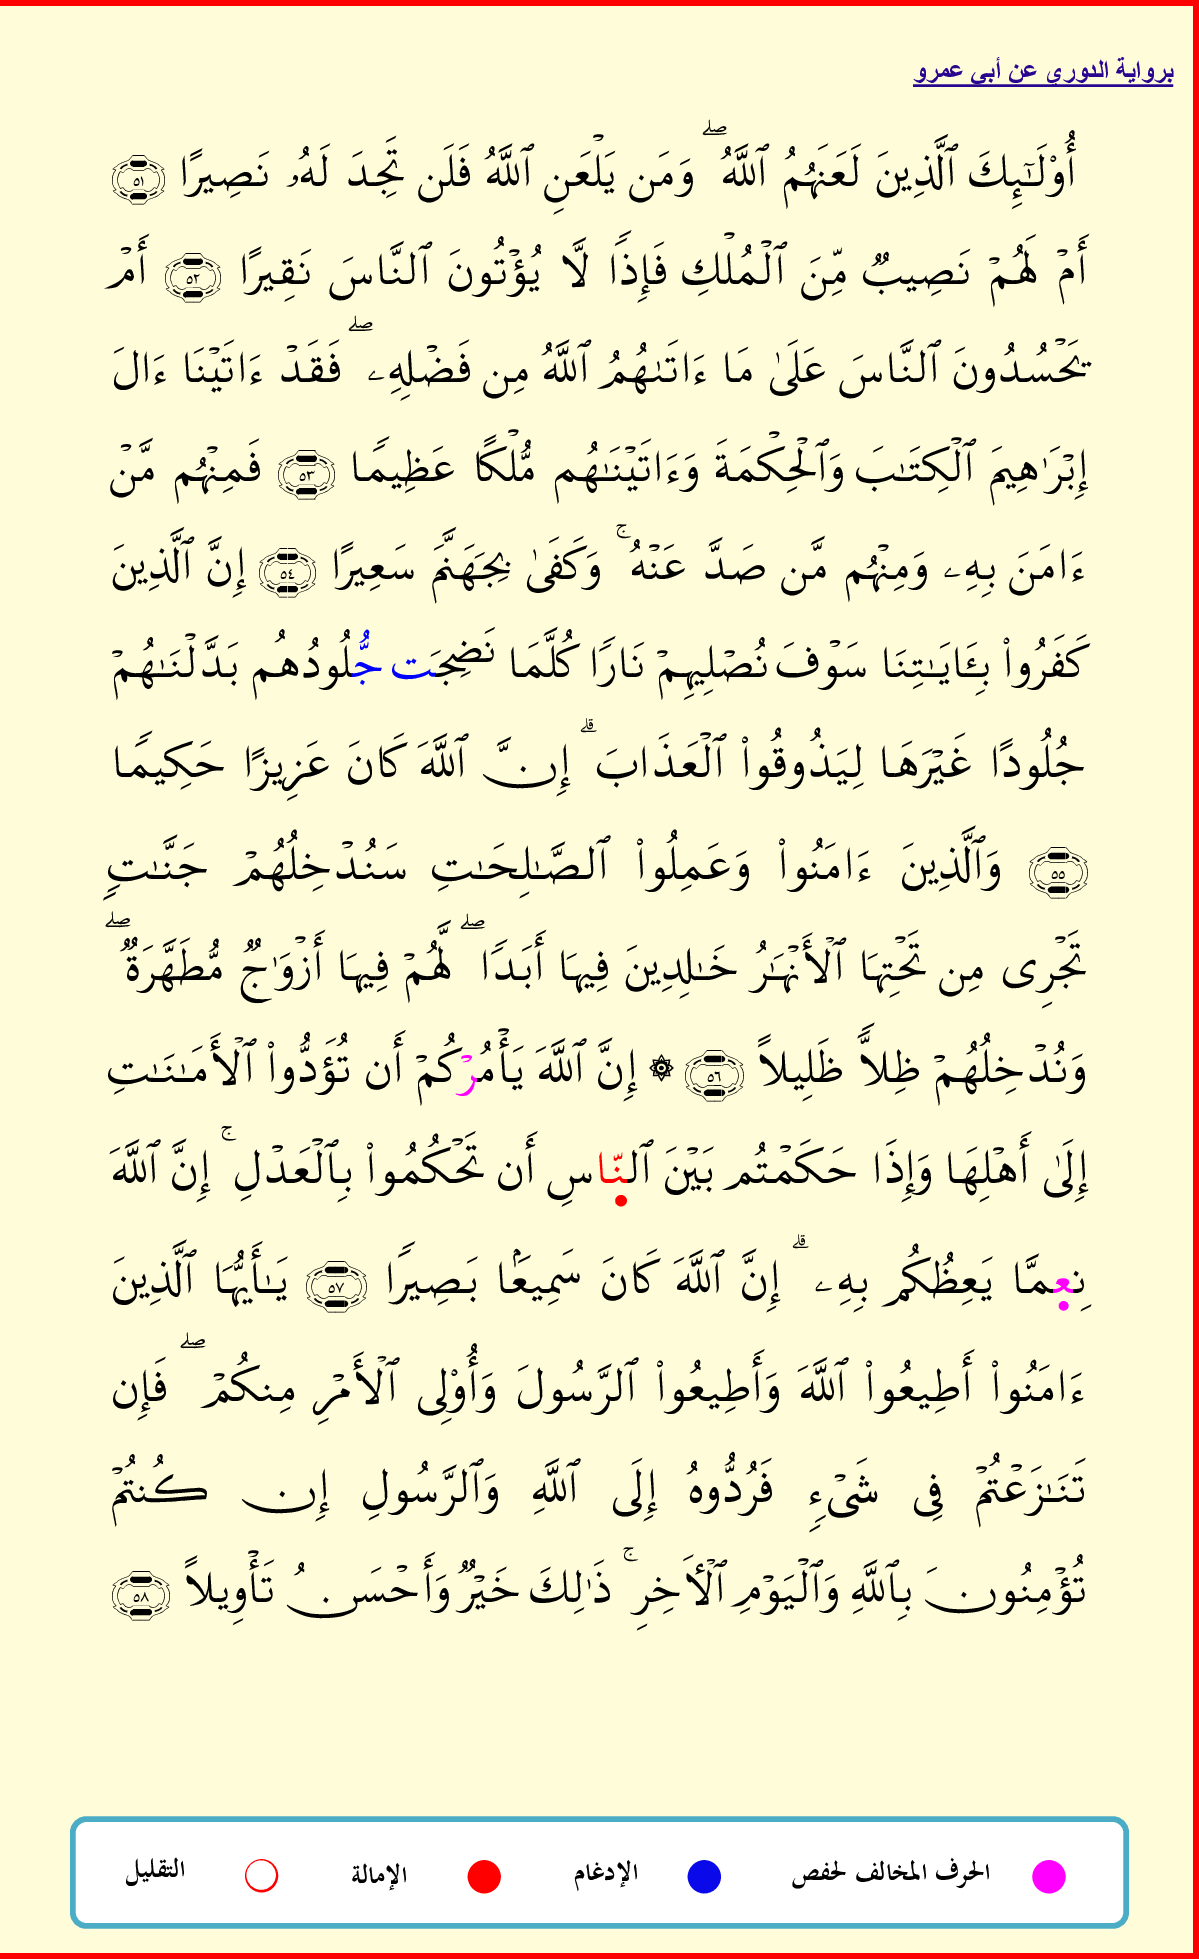 برواية الدوري عن أبي عمرو
أُوْلَٰٓئِكَ ٱلَّذِينَ لَعَنَهُمُ ٱللَّهُۖ وَمَن يَلْعَنِ ٱللَّهُ فَلَن تَجِدَ لَهُۥ نَصِيرًا ٥١
أَمْ لَهُمْ نَصِيبٌ مِّنَ ٱلْمُلْكِ فَإِذًا لَّا يُؤْتُونَ ٱلنَّاسَ نَقِيرًا ٥٢ أَمْ
يَحْسُدُونَ ٱلنَّاسَ عَلَىٰ مَا ءَاتَىٰهُمُ ٱللَّهُ مِن فَضْلِهِۦۖ فَقَدْ ءَاتَيْنَا ءَالَ
إِبْرَٰهِيمَ ٱلْكِتَٰبَ وَٱلْحِكْمَةَ وَءَاتَيْنَٰهُم مُّلْكًا عَظِيمًا ٥٣ فَمِنْهُم مَّنْ
ءَامَنَ بِهِۦ وَمِنْهُم مَّن صَدَّ عَنْهُۚ وَكَفَىٰ بِجَهَنَّمَ سَعِيرًا ٥٤ إِنَّ ٱلَّذِينَ
كَفَرُوا۟ بِـَٔايَٰتِنَا سَوْفَ نُصْلِيهِمْ نَارًا كُلَّمَا نَضِجَت جُّلُودُهُم بَدَّلْنَٰهُمْ
جُلُودًا غَيْرَهَا لِيَذُوقُوا۟ ٱلْعَذَابَۗ إِنَّ ٱللَّهَ كَانَ عَزِيزًا حَكِيمًا
٥٥ وَٱلَّذِينَ ءَامَنُوا۟ وَعَمِلُوا۟ ٱلصَّٰلِحَٰتِ سَنُدْخِلُهُمْ جَنَّٰتٍ
تَجْرِى مِن تَحْتِهَا ٱلْأَنْهَٰرُ خَٰلِدِينَ فِيهَا أَبَدًاۖ لَّهُمْ فِيهَا أَزْوَٰجٌ مُّطَهَّرَةٌۖ
وَنُدْخِلُهُمْ ظِلًّا ظَلِيلًا ٥٦ ۞ إِنَّ ٱللَّهَ يَأْمُرْكُمْ أَن تُؤَدُّوا۟ ٱلْأَمَٰنَٰتِ
إِلَىٰ أَهْلِهَا وَإِذَا حَكَمْتُم بَيْنَ ٱلنَّاسِ أَن تَحْكُمُوا۟ بِٱلْعَدْلِۚ إِنَّ ٱللَّهَ
نِعِمَّا يَعِظُكُم بِهِۦۗ إِنَّ ٱللَّهَ كَانَ سَمِيعًۢا بَصِيرًا ٥٧ يَٰٓأَيُّهَا ٱلَّذِينَ
ءَامَنُوا۟ أَطِيعُوا۟ ٱللَّهَ وَأَطِيعُوا۟ ٱلرَّسُولَ وَأُوْلِى ٱلْأَمْرِ مِنكُمْۖ فَإِن
تَنَٰزَعْتُمْ فِى شَىْءٍ فَرُدُّوهُ إِلَى ٱللَّهِ وَٱلرَّسُولِ إِن كُنتُمْ
تُؤْمِنُونَ بِٱللَّهِ وَٱلْيَوْمِ ٱلْأَخِرِۚ ذَٰلِكَ خَيْرٌ وَأَحْسَنُ تَأْوِيلًا ٥٨
الحرف المخالف لحفص الإدغام الإمالة التقليل